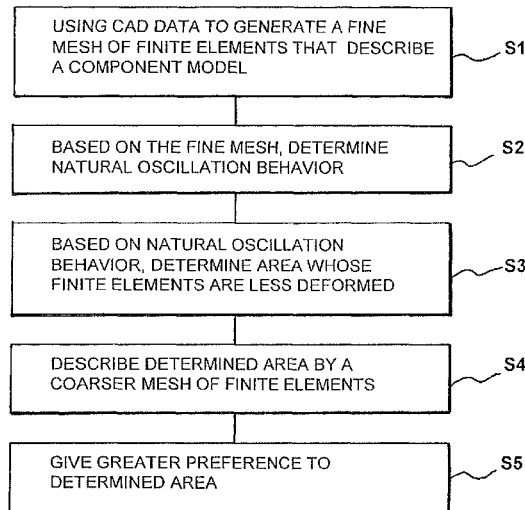 USING CAD DATA TO GENERATE A FINE
MESH OF FINITE ELEMENTS THAT DESCRIBE
A COMPONENT MODEL
S1
BASED ON THE FINE MESH, DETERMINE
NATURAL OSCILLATION BEHAVIOR
S2
BASED ON NATURAL OSCILLATION
BEHAVIOR, DETERMINE AREA WHOSE
FINITE ELEMENTS ARE LESS DEFORMED
S3
DESCRIBE DETERMINED AREA BY A
COARSER MESH OF FINITE ELEMENTS
S4
GIVE GREATER PREFERENCE TO
DETERMINED AREA
S5